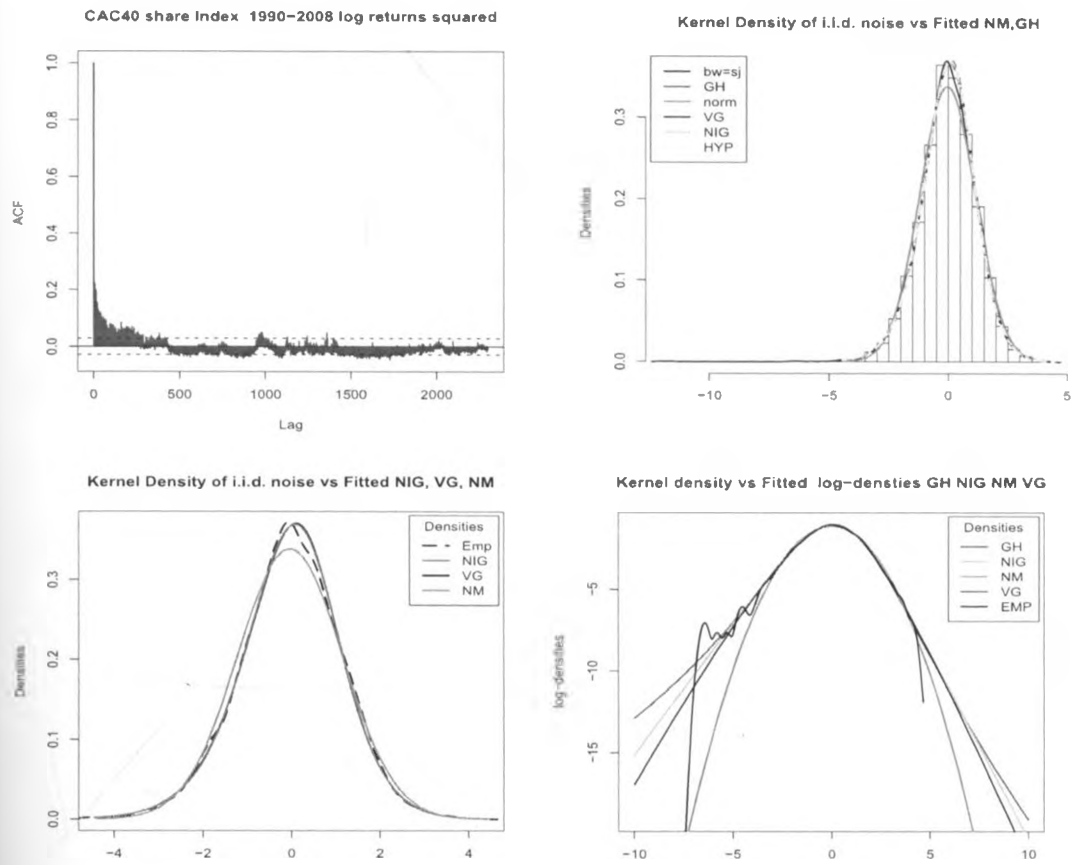 CAC40 share Index 1990−2008 log returns squared
ACF
1.0
0.8
0.6
0.4
0.2
0.0
0
500
1000
1500
2000
Lag
Kernel Density of i.i.d. noise vs Fitted NM,GH
Densities
0.3
0.2
0.1
0.0
bw=sj
GH
norm
VG
NIG
HYP
−10
−5
0
5
Kernel Density of i.i.d. noise vs Fitted NIG, VG, NM
Densities
0.3
0.2
0.1
0.0
Densities
Emp
NIG
VG
NM
−4
−2
0
2
4
Kernel density vs Fitted log−densties GH NIG NM VG
log−densities
−5
−10
−15
Densities
GH
NIG
NM
VG
EMP
−10
−5
0
5
10